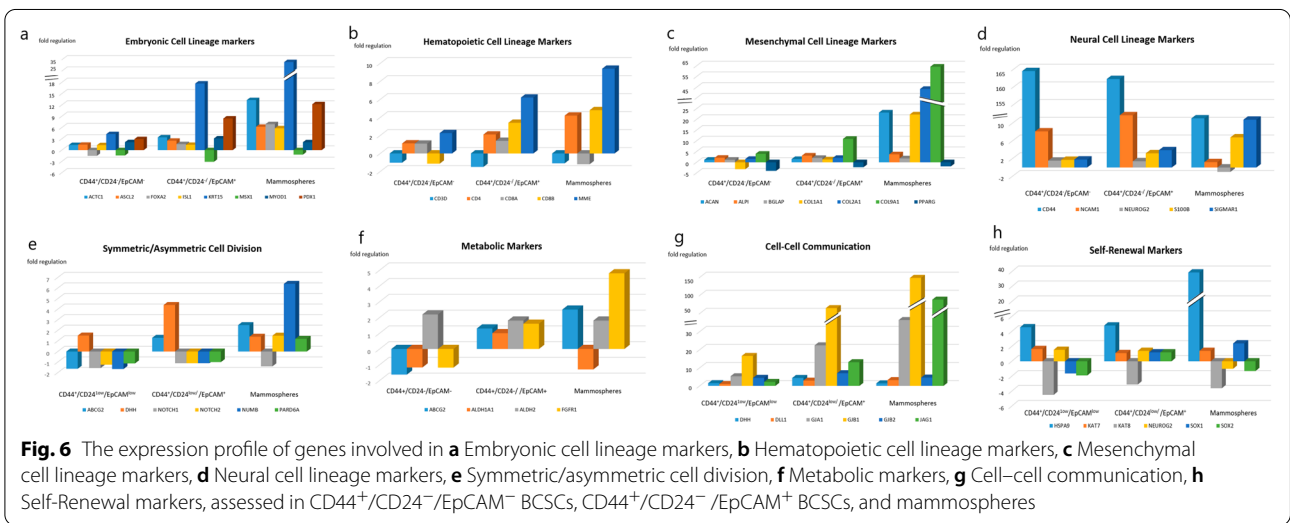 a
fold regulation
Embryonic Cell Lineage markers
35
25
18
15
12
9
6
3
0
-3
-6
CD44⁺/CD24⁻/EpCAM⁻ CD44⁺/CD24⁻/EpCAM⁺ Mammospheres
ACTC1 ASCL2 FOXA2 ISL1 KRT15 MSX1 MYOD1 PDX1
b
fold regulation
Hematopoietic Cell Lineage Markers
10
8
6
4
2
0
-2
CD44⁺/CD24⁻/EpCAM⁻ CD44⁺/CD24⁻/EpCAM⁺ Mammospheres
CD3D CD4 CD8A CD8B MME
c
fold regulation
Mesenchymal Cell Lineage Markers
65
55
45
25
20
15
10
5
0
-5
CD44⁺/CD24⁻/EpCAM⁻ CD44⁺/CD24⁻/EpCAM⁺ Mammospheres
ACAN ALPI BGLAP COL1A1 COL2A1 COL9A1 PPARG
d
fold regulation
Neural Cell Lineage Markers
165
160
155
10
6
2
-2
CD44⁺/CD24⁻/EpCAM⁻ CD44⁺/CD24⁻/EpCAM⁺ Mammospheres
CD44 NCAM1 NEUROG2 S100B SIGMAR1
e
fold regulation
Symmetric/Asymmetric Cell Division
7
6
5
4
3
2
1
0
-1
-2
CD44⁺/CD24ˡᵒʷ/EpCAMˡᵒʷ CD44⁺/CD24ˡᵒʷ/EpCAM⁺ Mammospheres
ABCG2 DHH NOTCH1 NOTCH2 NUMB PARD6A
f
fold regulation
Metabolic Markers
5
4
3
2
1
0
-1
-2
CD44+/CD24-/EpCAM- CD44+/CD24-/ EpCAM+ Mammospheres
ABCG2 ALDH1A1 ALDH2 FGFR1
g
fold regulation
Cell-Cell Communication
150
100
50
30
20
10
0
CD44⁺/CD24ˡᵒʷ/EpCAMˡᵒʷ CD44⁺/CD24ˡᵒʷ/EpCAM⁺ Mammospheres
DHH DLL1 GJA1 GJB1 GJB2 JAG1
h
fold regulation
Self-Renewal Markers
40
30
20
6
4
2
0
-2
-4
-6
CD44⁺/CD24ˡᵒʷ/EpCAMˡᵒʷ CD44⁺/CD24ˡᵒʷ/EpCAM⁺ Mammospheres
HSPA9 KAT7 KAT8 NEUROG2 SOX1 SOX2
Fig. 6 The expression profile of genes involved in a Embryonic cell lineage markers, b Hematopoietic cell lineage markers, c Mesenchymal
cell lineage markers, d Neural cell lineage markers, e Symmetric/asymmetric cell division, f Metabolic markers, g Cell–cell communication, h
Self-Renewal markers, assessed in CD44⁺/CD24⁻/EpCAM⁻ BCSCs, CD44⁺/CD24⁻ /EpCAM⁺ BCSCs, and mammospheres